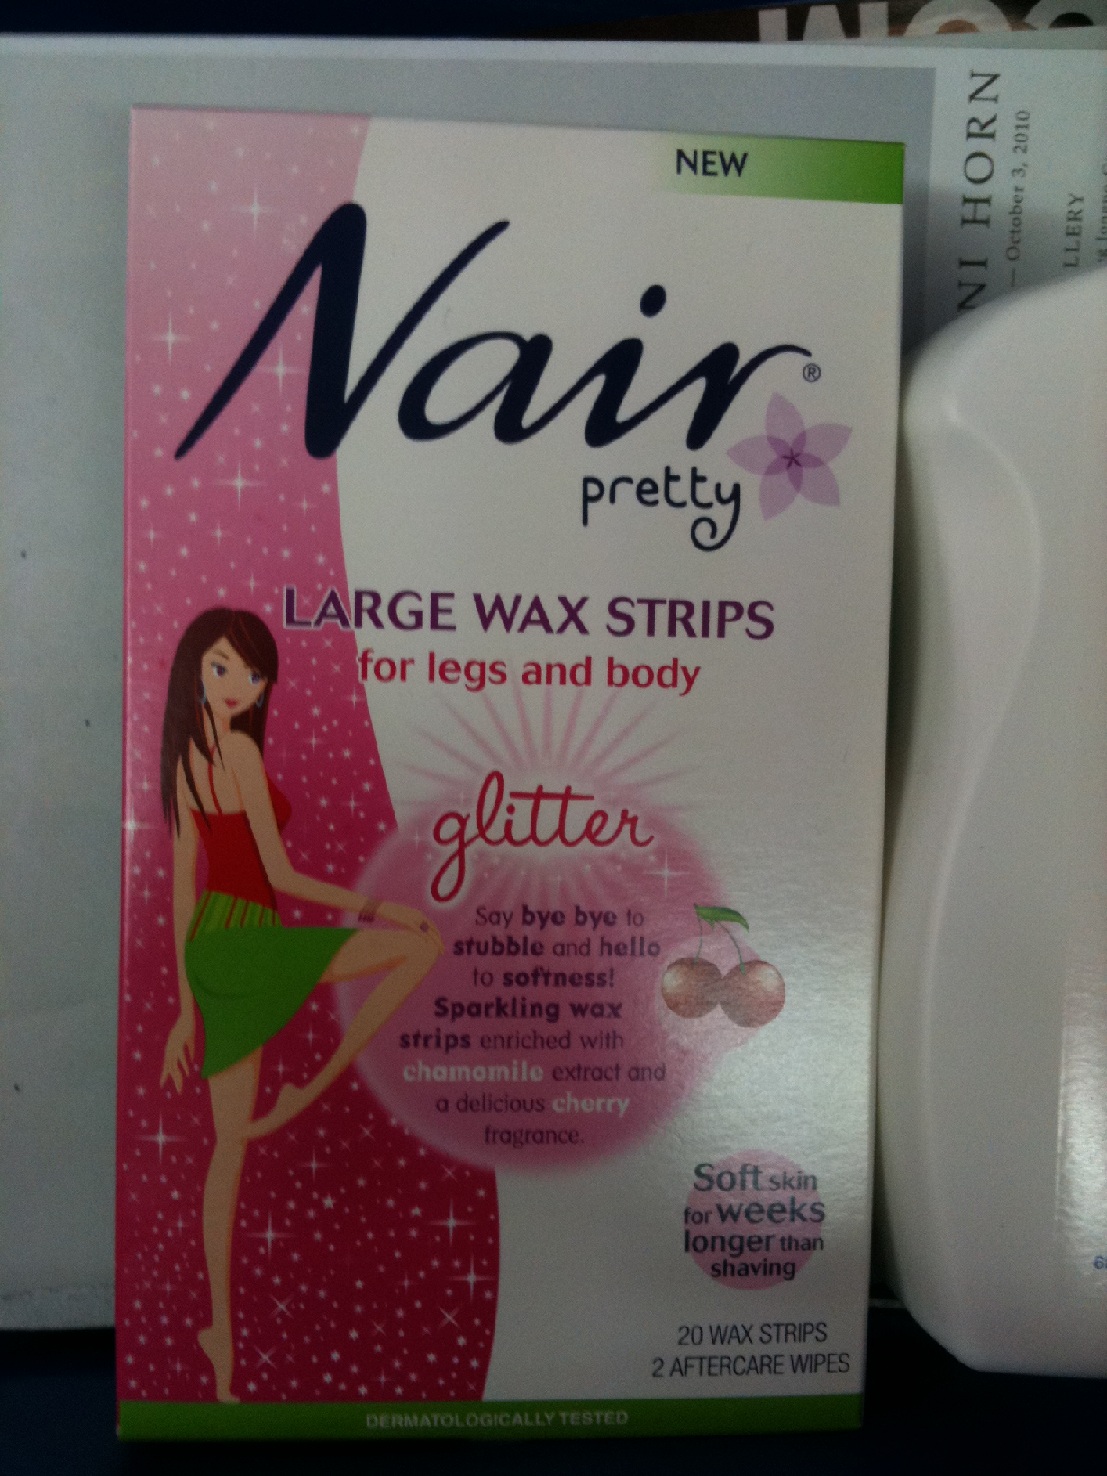 NEW
Nair®
pretty
LARGE WAX STRIPS
for legs and body
glitter
Say bye bye to
stubble and hello
to softness!
Sparkling wax
strips enriched with
chamomile extract and
a delicious cherry
fragrance.
Soft skin
for weeks
longer than
shaving
20 WAX STRIPS
2 AFTERCARE WIPES
DERMATOLOGICALLY TESTED
NI HORN
— October 3, 2010
LLERY